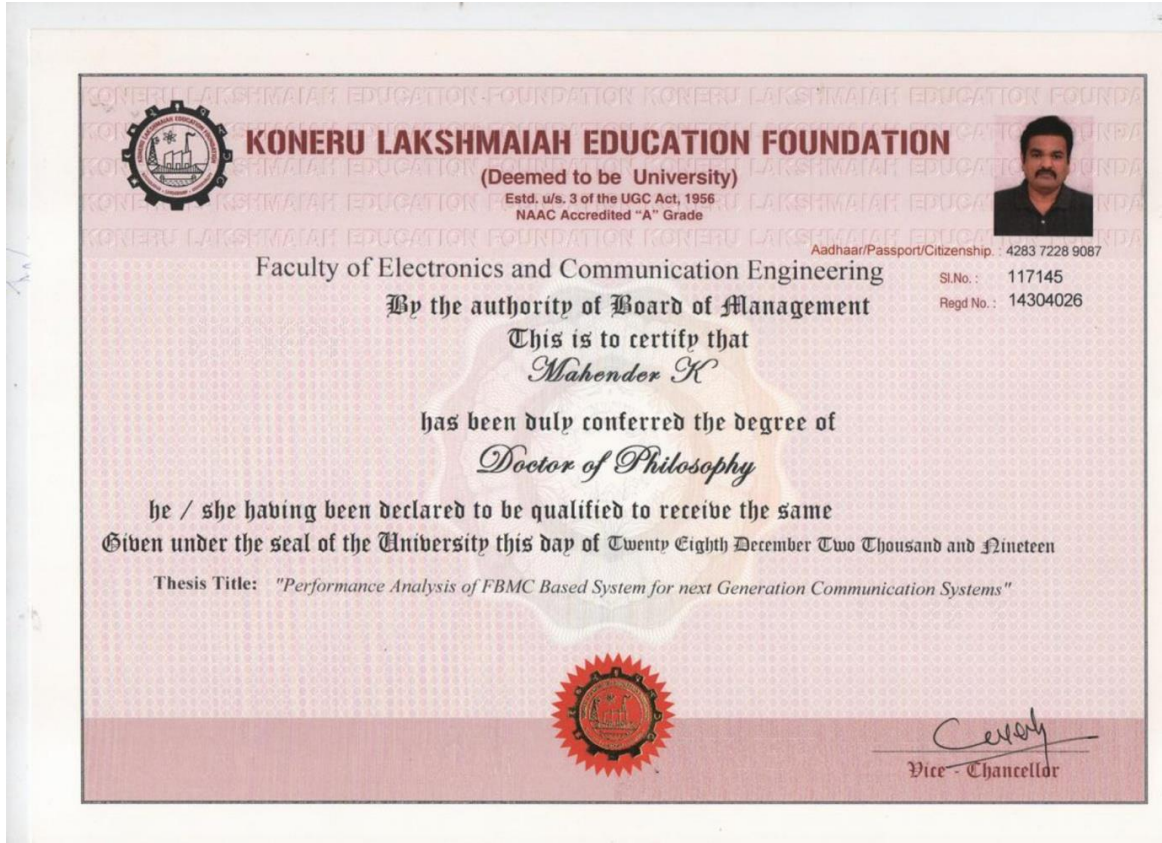 KONERU LAKSHMAIAH EDUCATION FOUNDATION
(Deemed to be University)
Estd. u/s. 3 of the UGC Act, 1956
NAAC Accredited “A” Grade
Aadhaar/Passport/Citizenship. : 4283 7228 9087
Sl.No. : 117145
Regd No. : 14304026
Faculty of Electronics and Communication Engineering
By the authority of Board of Management
This is to certify that
Mahender K
has been duly conferred the degree of
Doctor of Philosophy
he / she having been declared to be qualified to receive the same
Given under the seal of the University this day of Twenty Eighth December Two Thousand and Nineteen
Thesis Title: "Performance Analysis of FBMC Based System for next Generation Communication Systems"
Vice - Chancellor